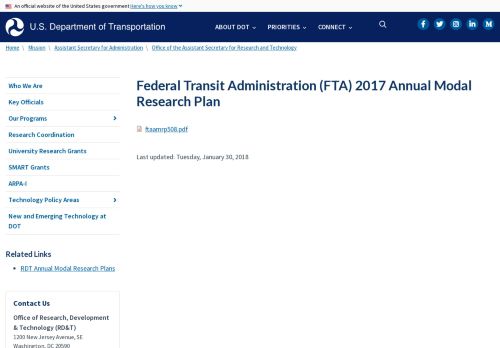 An official website of the United States government Here's how you know
U.S. Department of Transportation
ABOUT DOT
PRIORITIES
CONNECT
Home \ Mission \ Assistant Secretary for Administration \ Office of the Assistant Secretary for Research and Technology
Who We Are
Key Officials
Our Programs
Research Coordination
University Research Grants
SMART Grants
ARPA-I
Technology Policy Areas
New and Emerging Technology at
DOT
Related Links
RDT Annual Modal Research Plans
Contact Us
Office of Research, Development
& Technology (RD&T)
1200 New Jersey Avenue, SE
Washington, DC 20590
Federal Transit Administration (FTA) 2017 Annual Modal
Research Plan
ftaamrp508.pdf
Last updated: Tuesday, January 30, 2018